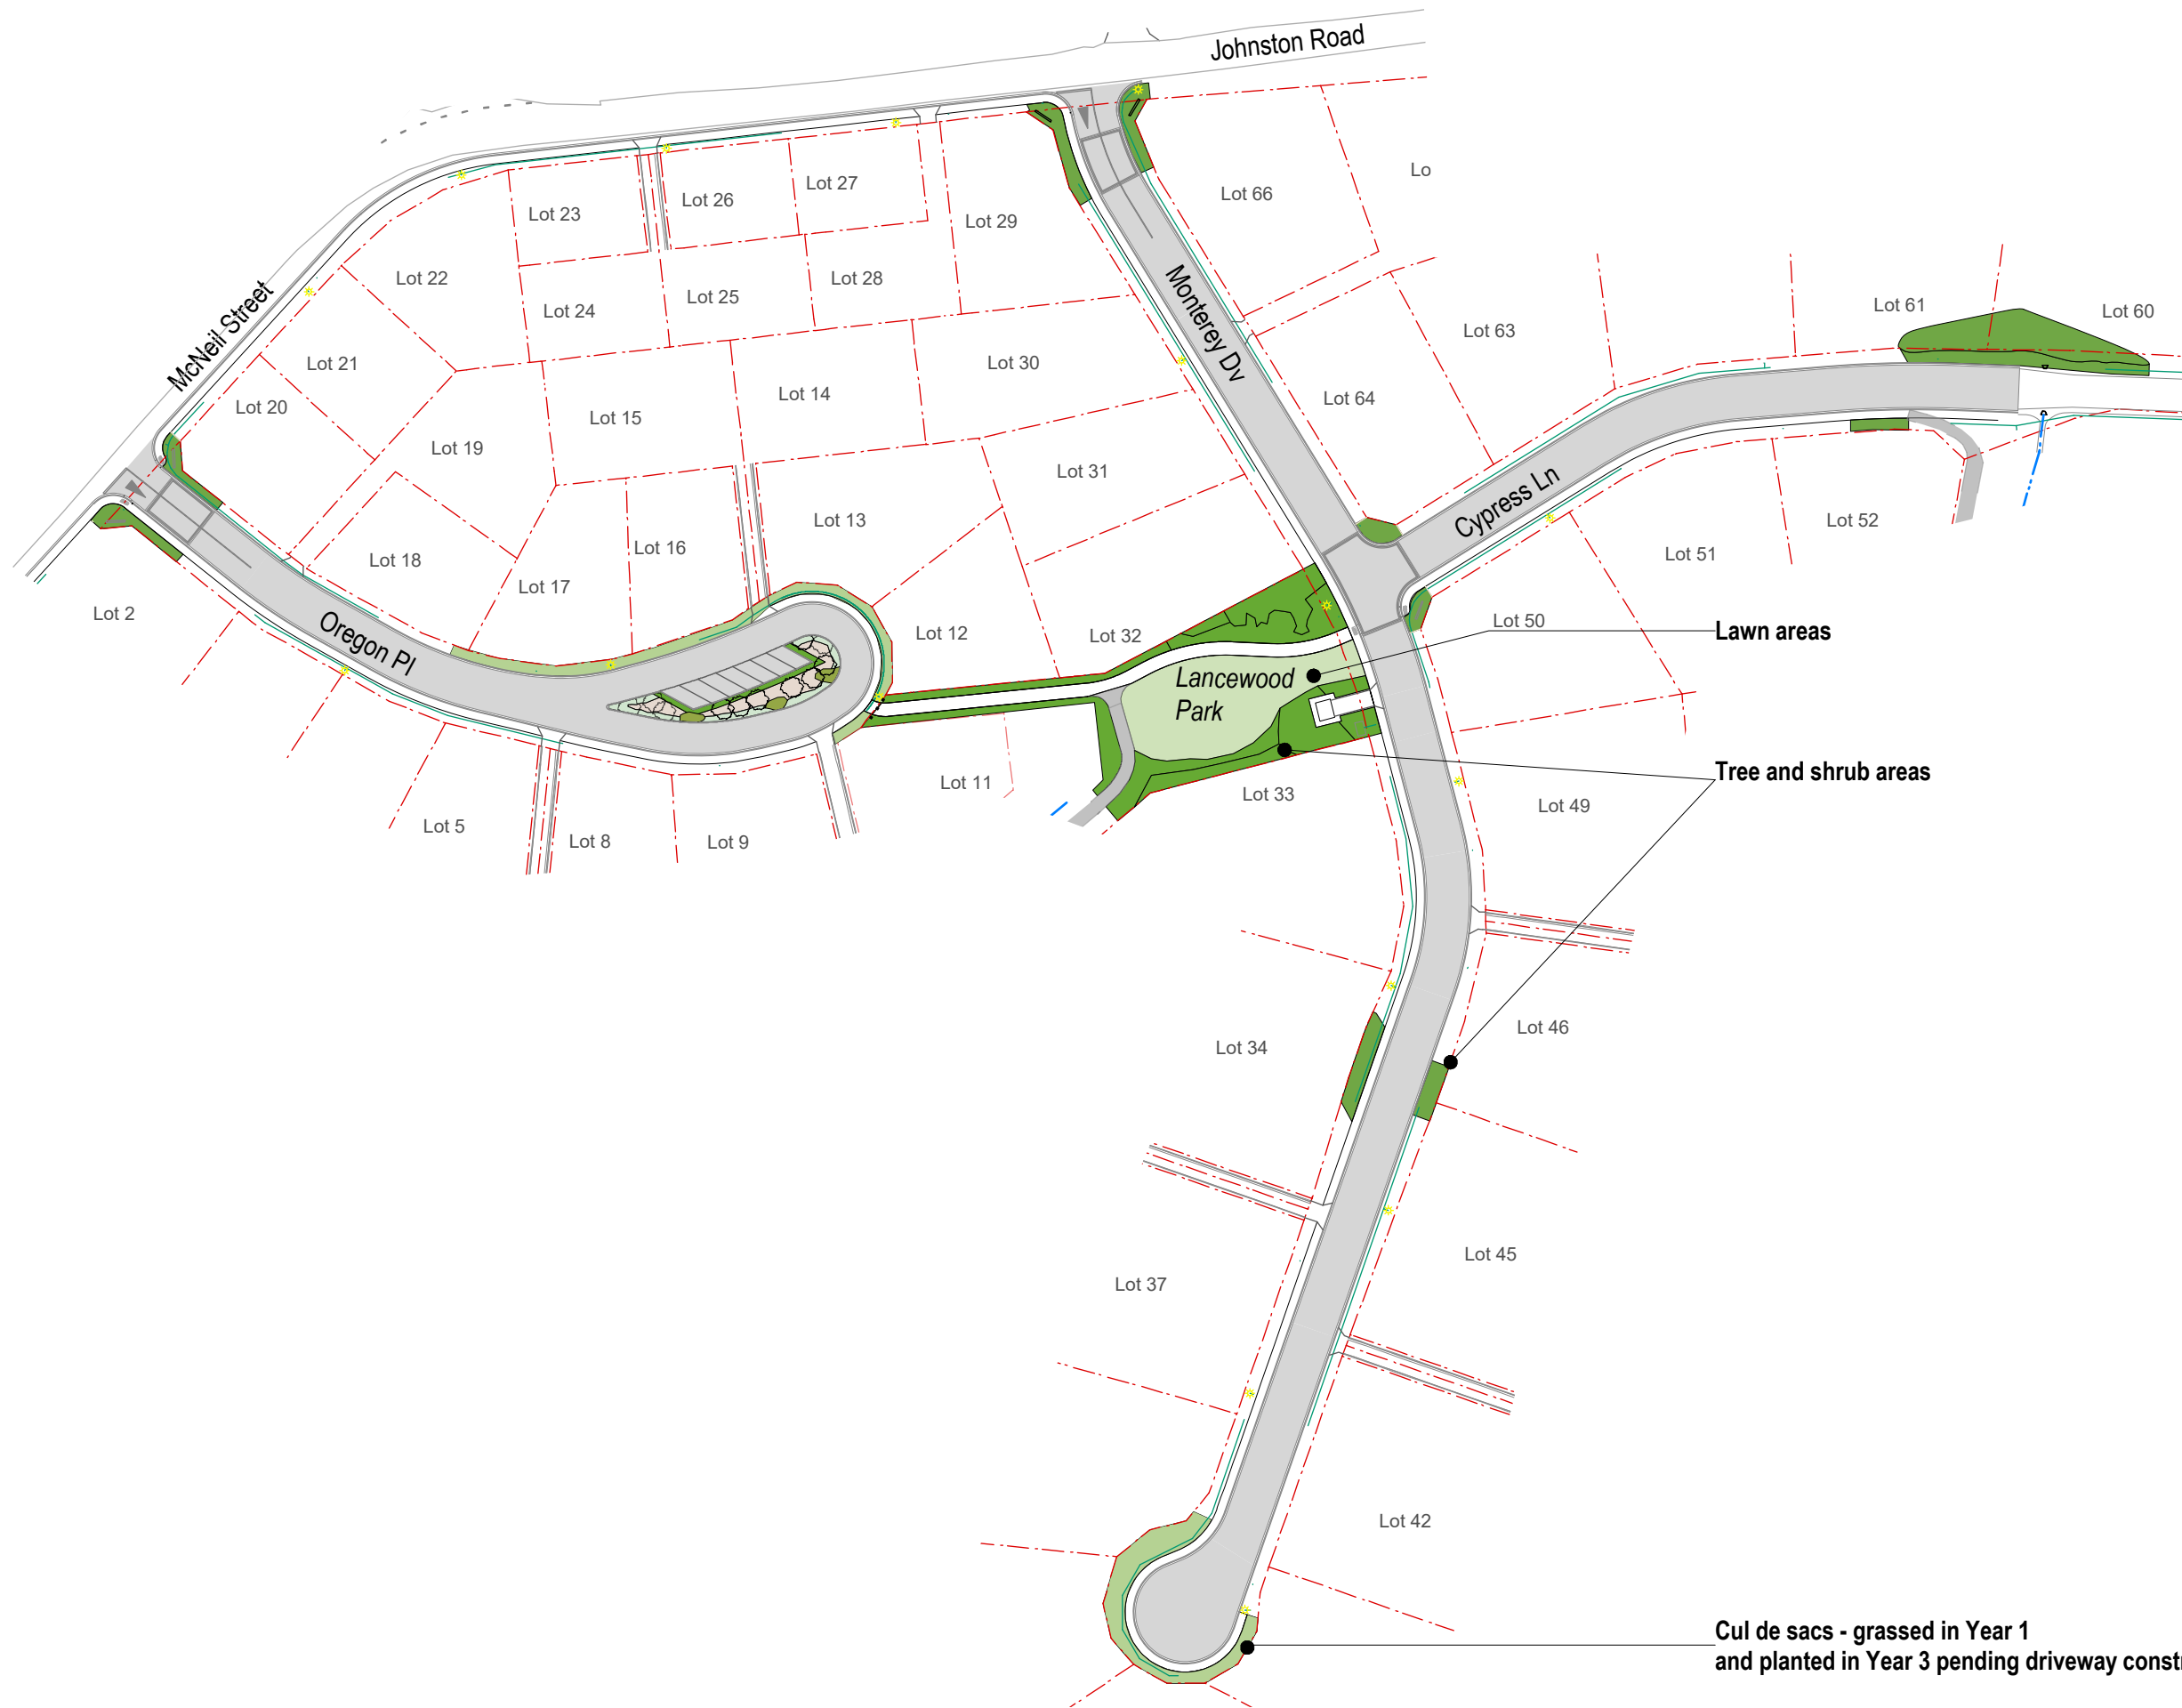 Johnston Road
Lot 27
Lot 26
Lot 23
Lot 29
Lot 66
Lo
Lot 22
Lot 24
Lot 25
Lot 28
McNeil Street
Monterey Dv
Lot 61
Lot 60
Lot 63
Lot 21
Lot 20
Lot 19
Lot 15
Lot 14
Lot 30
Lot 64
Lot 31
Cypress Ln
Lot 13
Lot 52
Lot 51
Lot 18
Lot 17
Lot 16
Lot 2
Oregon Pl
Lot 12
Lot 32
Lot 50
Lawn areas
Lancewood
Park
Tree and shrub areas
Lot 11
Lot 33
Lot 49
Lot 5
Lot 8
Lot 9
Lot 34
Lot 46
Lot 37
Lot 45
Lot 42
Cul de sacs - grassed in Year 1
and planted in Year 3 pending driveway